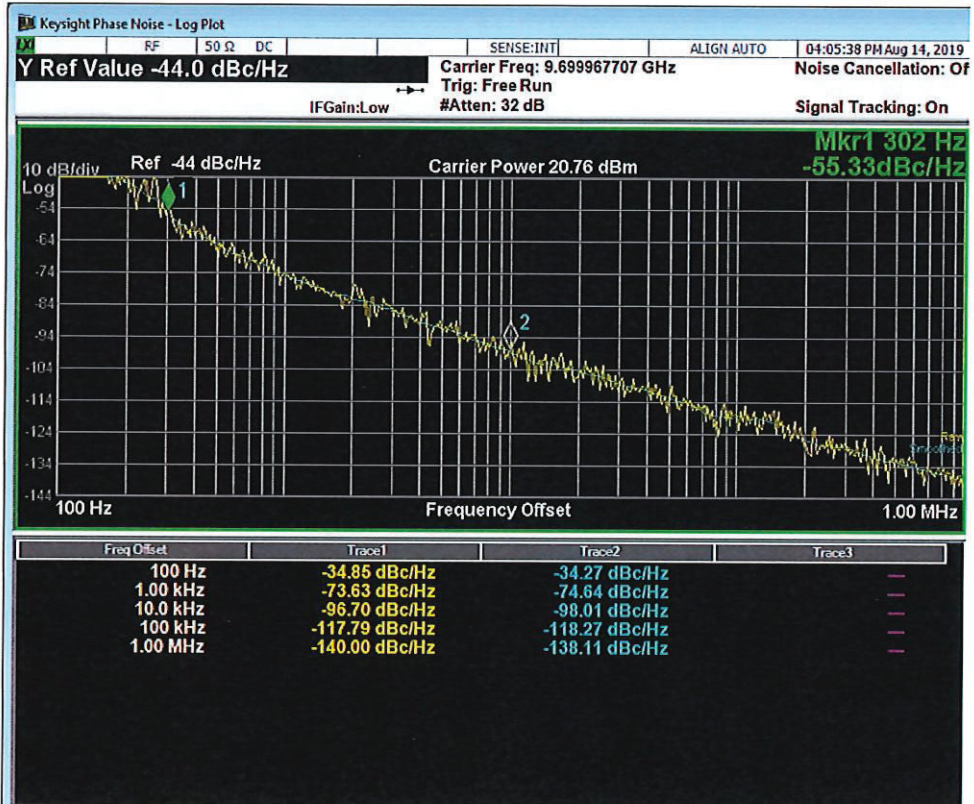 Keysight Phase Noise - Log Plot
LXI RF 50 Ω DC SENSE:INT ALIGN AUTO 04:05:38 PM Aug 14, 2019
Y Ref Value -44.0 dBc/Hz Carrier Freq: 9.699967707 GHz Noise Cancellation: Of
Trig: Free Run
IFGain:Low #Atten: 32 dB Signal Tracking: On
Mkr1 302 Hz
10 dB/div Ref -44 dBc/Hz Carrier Power 20.76 dBm -55.33dBc/Hz
Log
1
-54
-64
-74
-84
2
-94
-104
-114
-124
Raw
Smoothed
-134
-144
100 Hz Frequency Offset 1.00 MHz
Freq Offset Trace1 Trace2 Trace3
100 Hz -34.85 dBc/Hz -34.27 dBc/Hz —
1.00 kHz -73.63 dBc/Hz -74.64 dBc/Hz —
10.0 kHz -96.70 dBc/Hz -98.01 dBc/Hz —
100 kHz -117.79 dBc/Hz -118.27 dBc/Hz —
1.00 MHz -140.00 dBc/Hz -138.11 dBc/Hz —